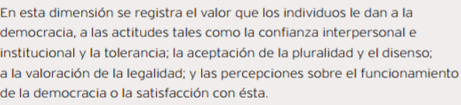 En esta dimensión se registra el valor que los individuos le dan a la
democracia, a las actitudes tales como la confianza interpersonal e
institucional y la tolerancia; la aceptación de la pluralidad y el disenso;
a la valoración de la legalidad; y las percepciones sobre el funcionamiento
de la democracia o la satisfacción con ésta.